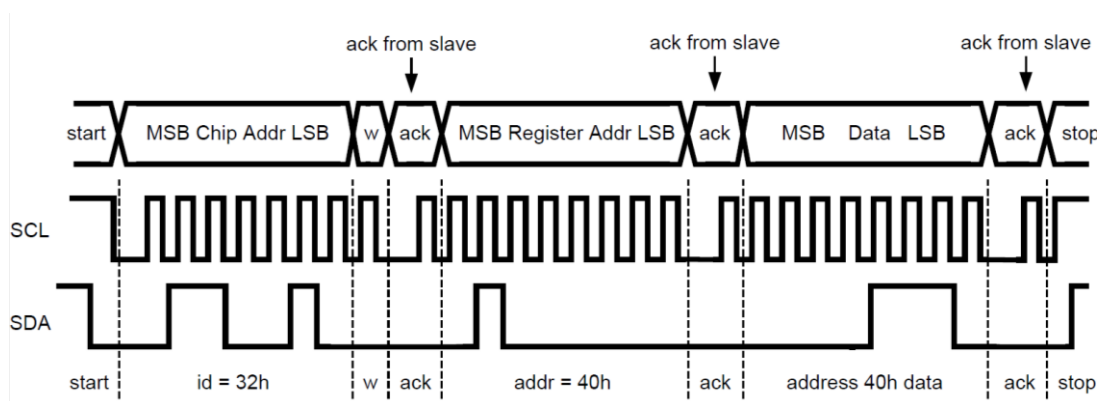 ack from slave ack from slave ack from slave
start MSB Chip Addr LSB w ack MSB Register Addr LSB ack MSB Data LSB ack stop
SCL
SDA
start id = 32h w ack addr = 40h ack address 40h data ack stop